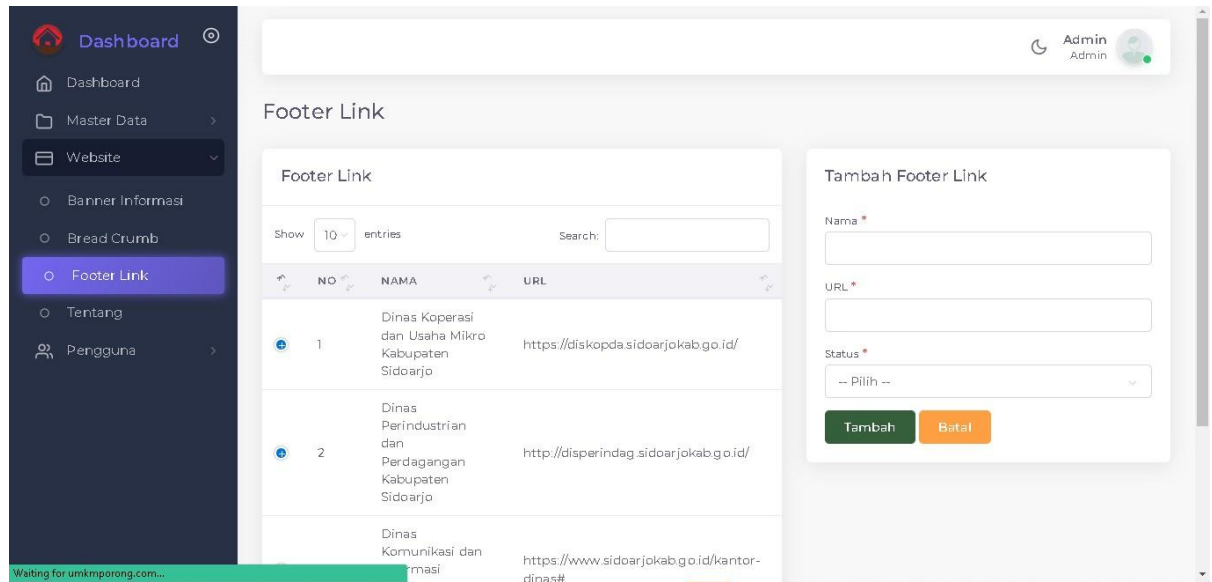 Dashboard
Dashboard
Master Data
Website
Banner Informasi
Bread Crumb
Footer Link
Tentang
Pengguna
Admin
Admin
Footer Link
Footer Link
Show 10 entries
Search:
NO NAMA URL
1
Dinas Koperasi
dan Usaha Mikro
Kabupaten
Sidoarjo
https://diskopda.sidoarjokab.go.id/
2
Dinas
Perindustrian
dan
Perdagangan
Kabupaten
Sidoarjo
http://disperindag.sidoarjokab.go.id/
Dinas
Komunikasi dan
https://www.sidoarjokab.go.id/kantor-
dinas#
Tambah Footer Link
Nama *
URL *
Status *
-- Pilih --
Tambah Batal
Waiting for umkmporong.com...